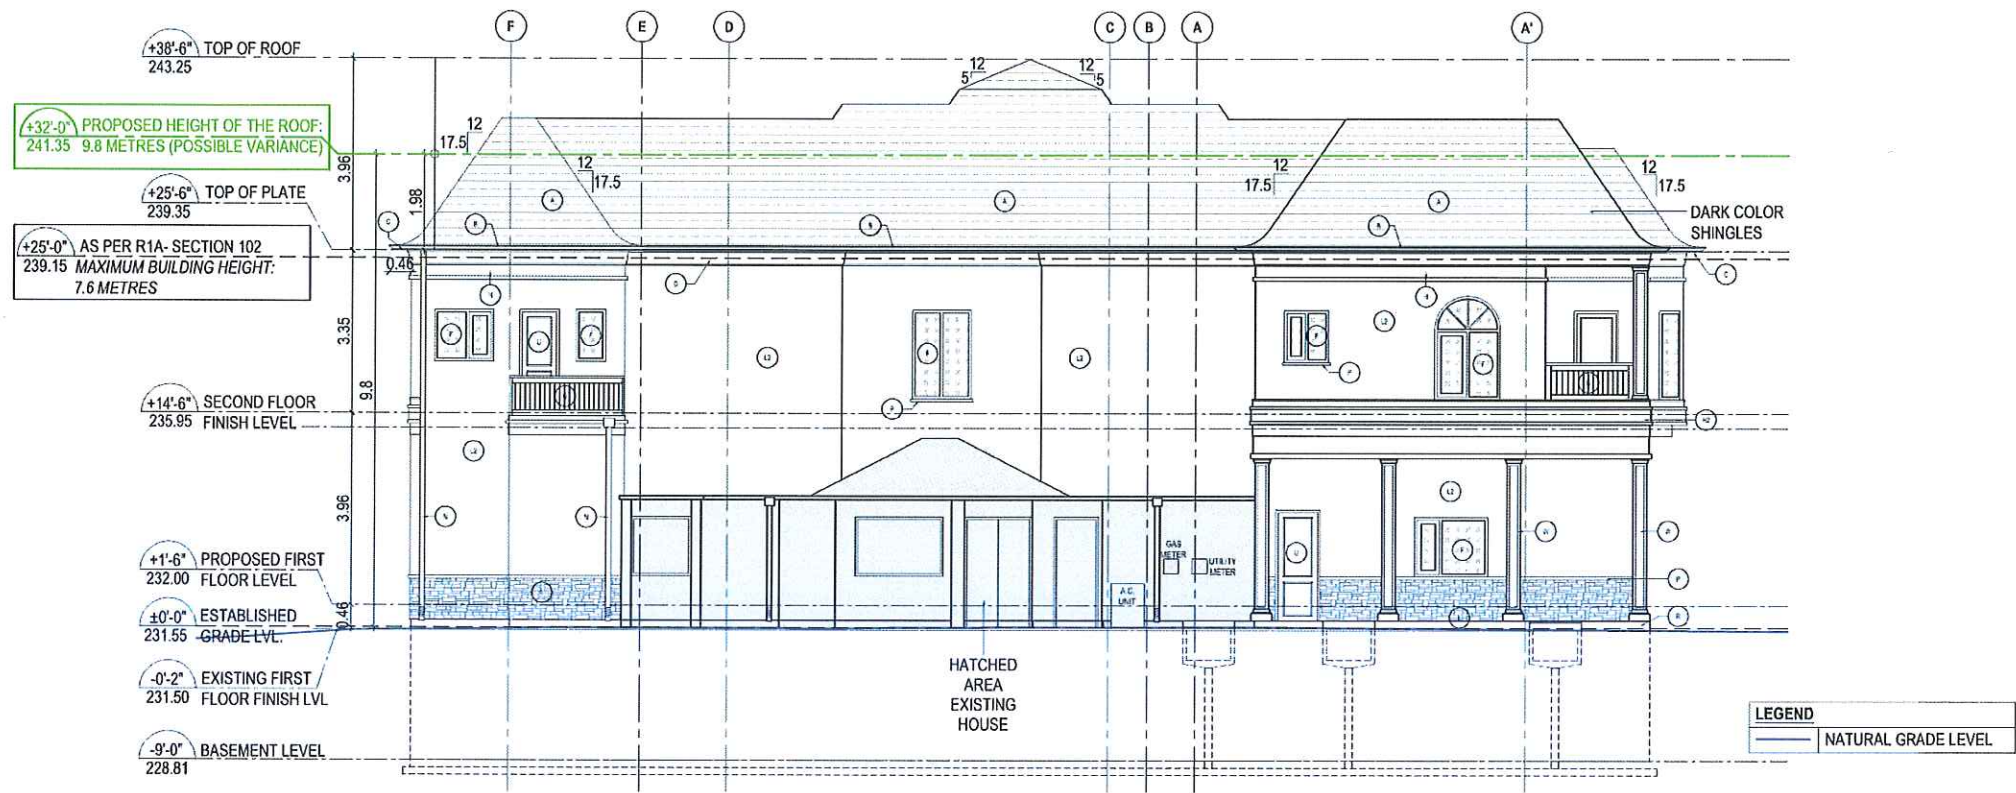 F E D C B A A'
+38'-6" TOP OF ROOF
243.25
12 12
5 5
+32'-0" PROPOSED HEIGHT OF THE ROOF:
241.35 9.8 METRES (POSSIBLE VARIANCE)
12
17.5
12
17.5
12
17.5
12
17.5
3.96
1.98
+25'-6" TOP OF PLATE
239.35
A A A
C B B
DARK COLOR
SHINGLES
+25'-0" AS PER R1A- SECTION 102
239.15 MAXIMUM BUILDING HEIGHT:
7.6 METRES
0.46
C
3.35
9.8
L2
+14'-6" SECOND FLOOR
235.95 FINISH LEVEL
L2
3.96
GAS
METER
UTILITY
METER
A.C.
UNIT
+1'-6" PROPOSED FIRST
232.00 FLOOR LEVEL
0.46
±0'-0" ESTABLISHED
231.55 GRADE LVL.
-0'-2" EXISTING FIRST
231.50 FLOOR FINISH LVL
HATCHED
AREA
EXISTING
HOUSE
-9'-0" BASEMENT LEVEL
228.81
LEGEND
NATURAL GRADE LEVEL